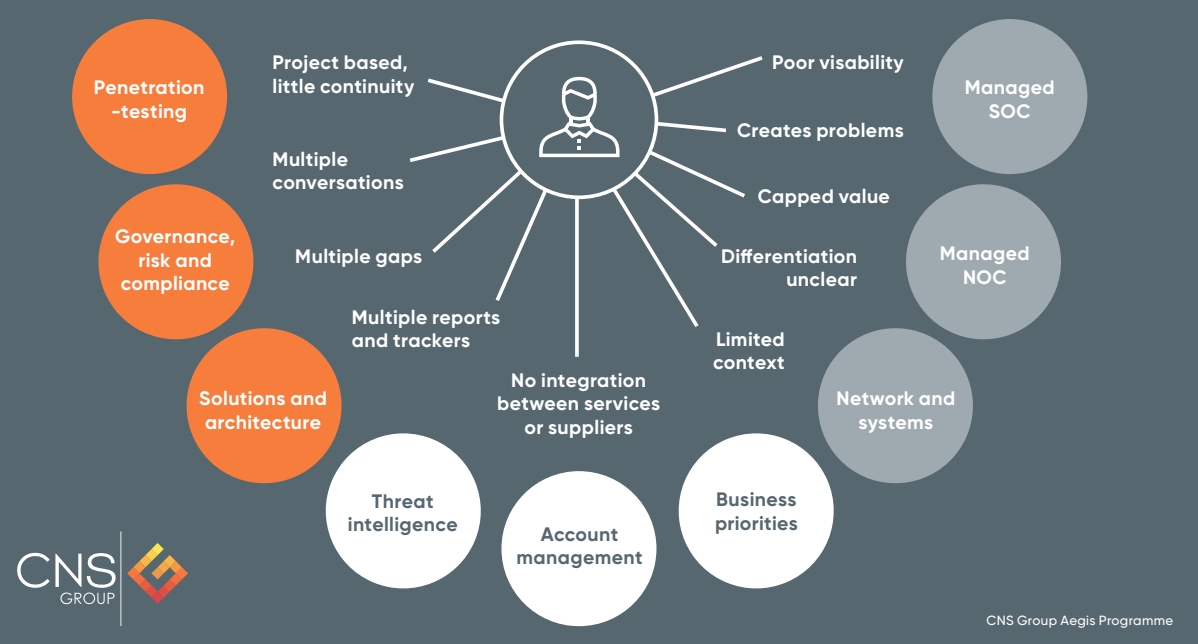 Penetration
-testing
Governance,
risk and
compliance
Solutions and
architecture
Project based,
little continuity
Multiple
conversations
Multiple gaps
Multiple reports
and trackers
No integration
between services
or suppliers
Poor visability
Creates problems
Capped value
Differentiation
unclear
Limited
context
Managed
SOC
Managed
NOC
Network and
systems
Threat
intelligence
Account
management
Business
priorities
CNS
GROUP
CNS Group Aegis Programme